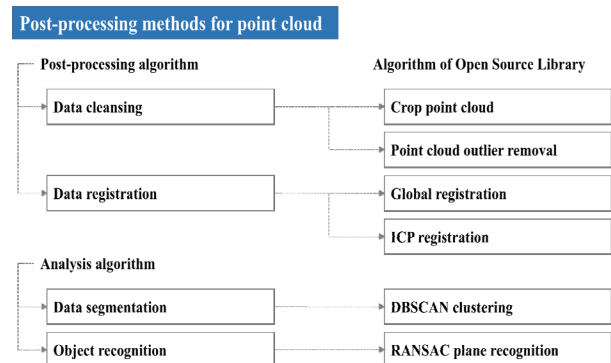 Post-processing methods for point cloud
Post-processing algorithm
Algorithm of Open Source Library
Data cleansing
Crop point cloud
Point cloud outlier removal
Data registration
Global registration
ICP registration
Analysis algorithm
Data segmentation
DBSCAN clustering
Object recognition
RANSAC plane recognition